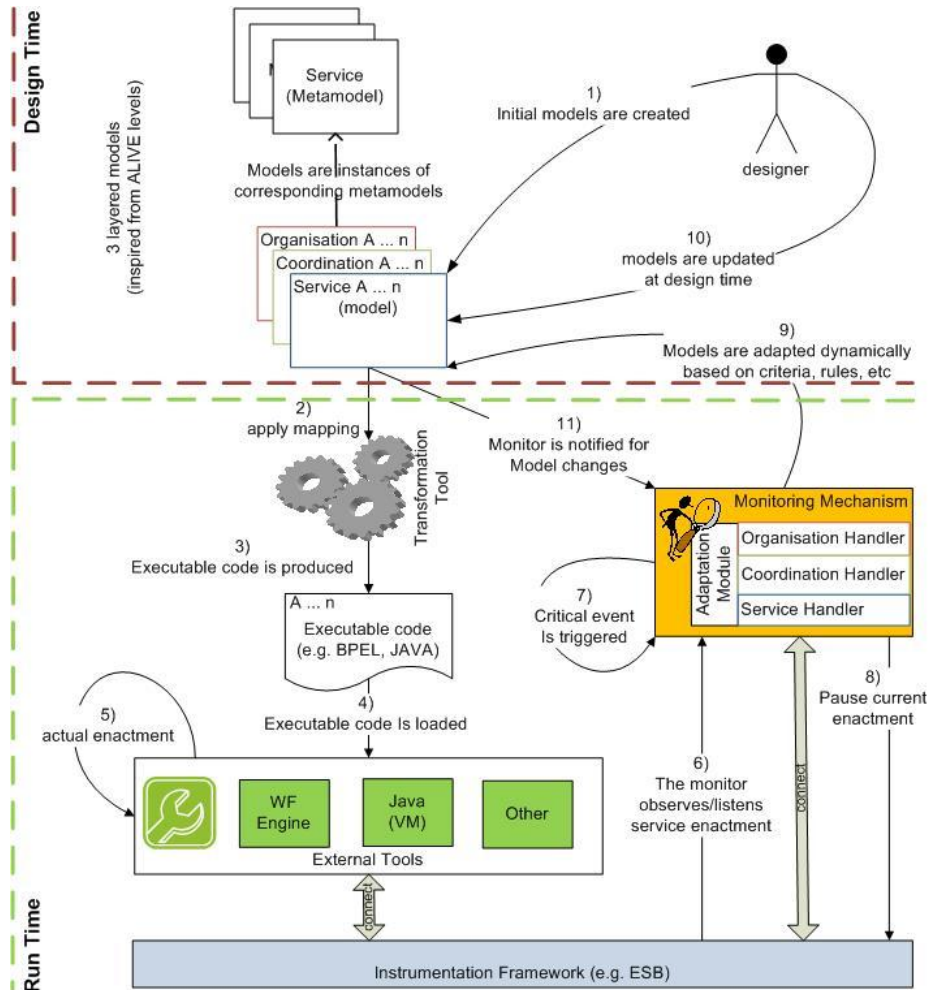 Design Time
3 layered models
(inspired from ALIVE levels)
Service
(Metamodel)
Models are instances of
corresponding metamodels
Organisation A ... n
Coordination A ... n
Service A ... n
(model)
1)
Initial models are created
designer
10)
models are updated
at design time
9)
Models are adapted dynamically
based on criteria, rules, etc
2)
apply mapping
Transformation
Tool
11)
Monitor is notified for
Model changes
3)
Executable code is produced
A ... n
Executable code
(e.g. BPEL, JAVA)
Monitoring Mechanism
Adaptation
Module
Organisation Handler
Coordination Handler
Service Handler
7)
Critical event
Is triggered
4)
Executable code Is loaded
5)
actual enactment
WF
Engine
Java
(VM)
Other
External Tools
connect
6)
The monitor
observes/listens
service enactment
connect
8)
Pause current
enactment
Run Time
Instrumentation Framework (e.g. ESB)